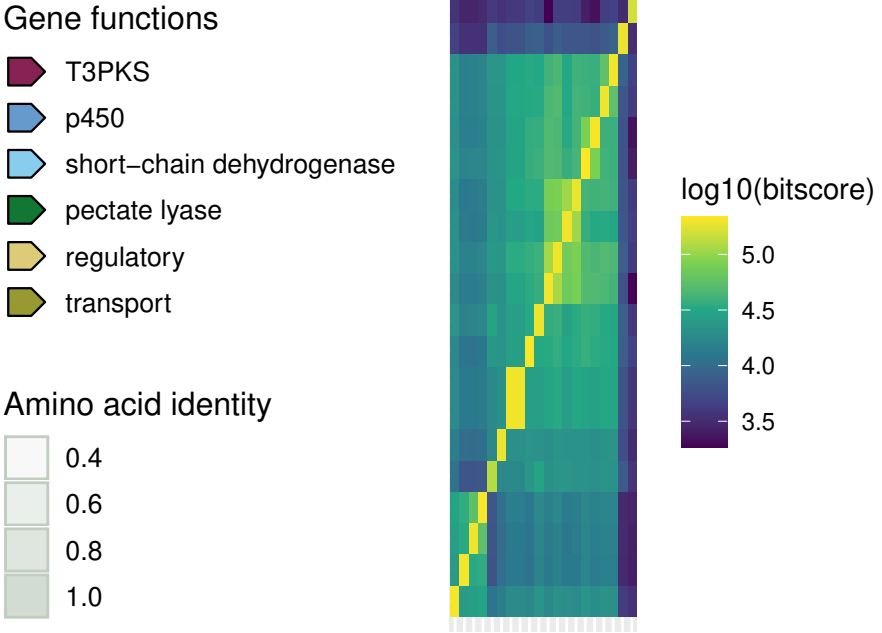 Gene functions
T3PKS
p450
short−chain dehydrogenase
pectate lyase
regulatory
transport
Amino acid identity
0.4
0.6
0.8
1.0
log10(bitscore)
5.0
4.5
4.0
3.5